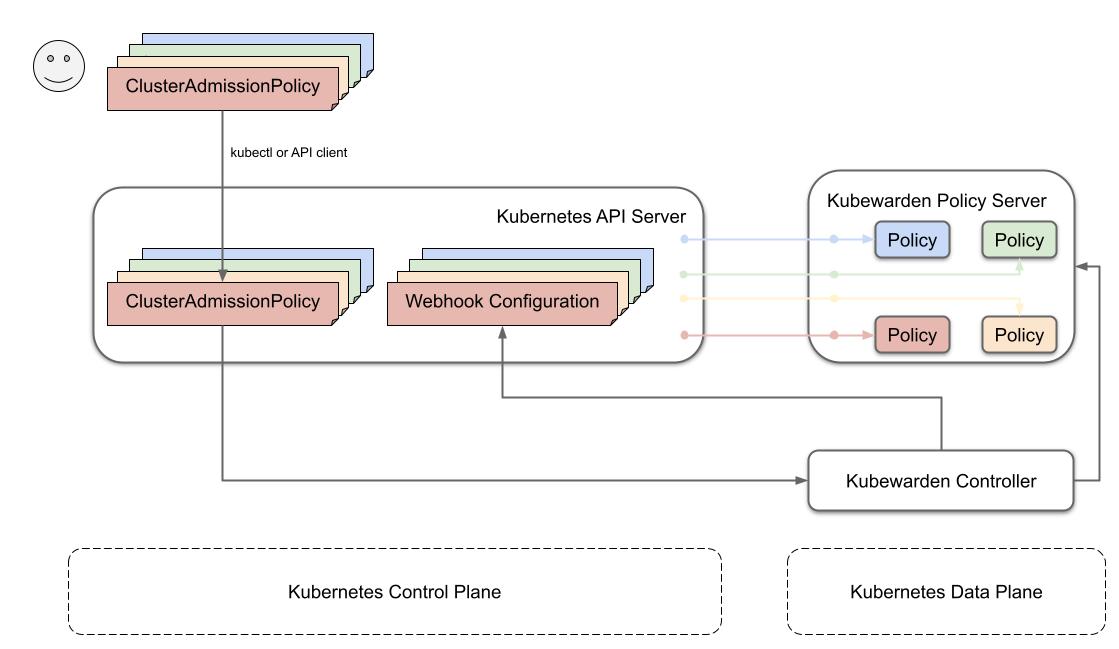 ClusterAdmissionPolicy
kubectl or API client
Kubernetes API Server
ClusterAdmissionPolicy
Webhook Configuration
Kubewarden Policy Server
Policy
Policy
Policy
Policy
Kubewarden Controller
Kubernetes Control Plane
Kubernetes Data Plane